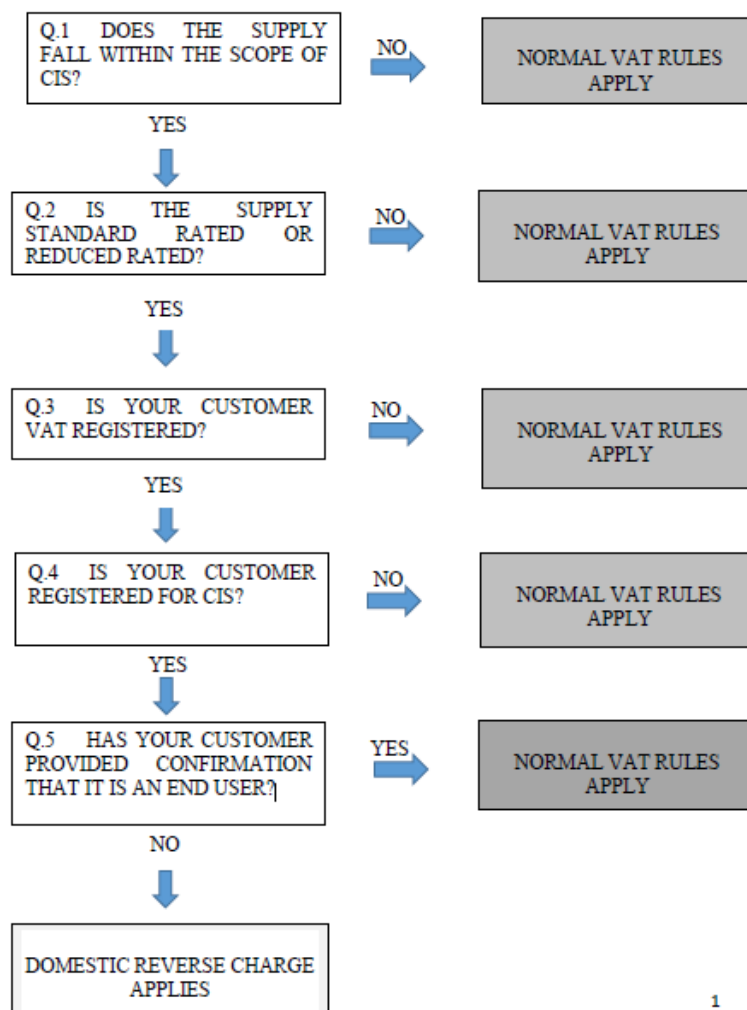 Q.1 DOES THE SUPPLY
FALL WITHIN THE SCOPE OF
CIS?
NO
NORMAL VAT RULES
APPLY
YES
Q.2 IS THE SUPPLY
STANDARD RATED OR
REDUCED RATED?
NO
NORMAL VAT RULES
APPLY
YES
Q.3 IS YOUR CUSTOMER
VAT REGISTERED?
NO
NORMAL VAT RULES
APPLY
YES
Q.4 IS YOUR CUSTOMER
REGISTERED FOR CIS?
NO
NORMAL VAT RULES
APPLY
YES
Q.5 HAS YOUR CUSTOMER
PROVIDED CONFIRMATION
THAT IT IS AN END USER?
YES
NORMAL VAT RULES
APPLY
NO
DOMESTIC REVERSE CHARGE
APPLIES
1